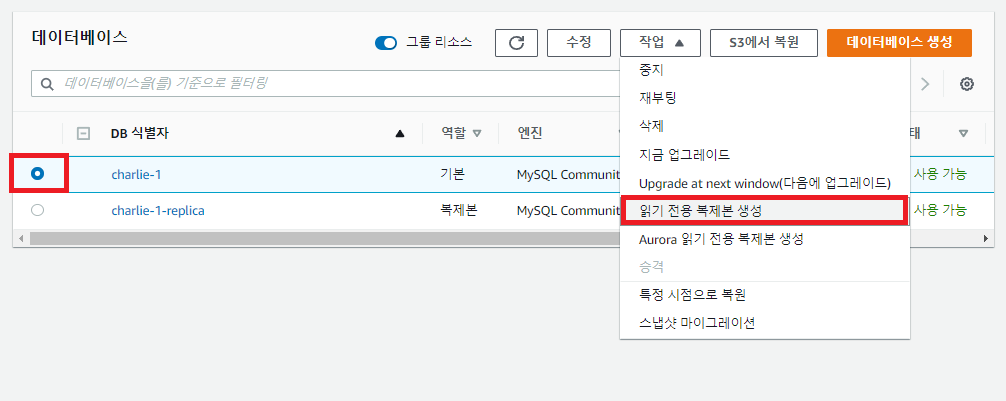 데이터베이스
그룹 리소스
수정
작업
S3에서 복원
데이터베이스 생성
데이터베이스을(를) 기준으로 필터링
DB 식별자
역할
엔진
태
charlie-1
기본
MySQL Commun
사용 가능
charlie-1-replica
복제본
MySQL Commun
사용 가능
중지
재부팅
삭제
지금 업그레이드
Upgrade at next window(다음에 업그레이드)
읽기 전용 복제본 생성
Aurora 읽기 전용 복제본 생성
승격
특정 시점으로 복원
스냅샷 마이그레이션